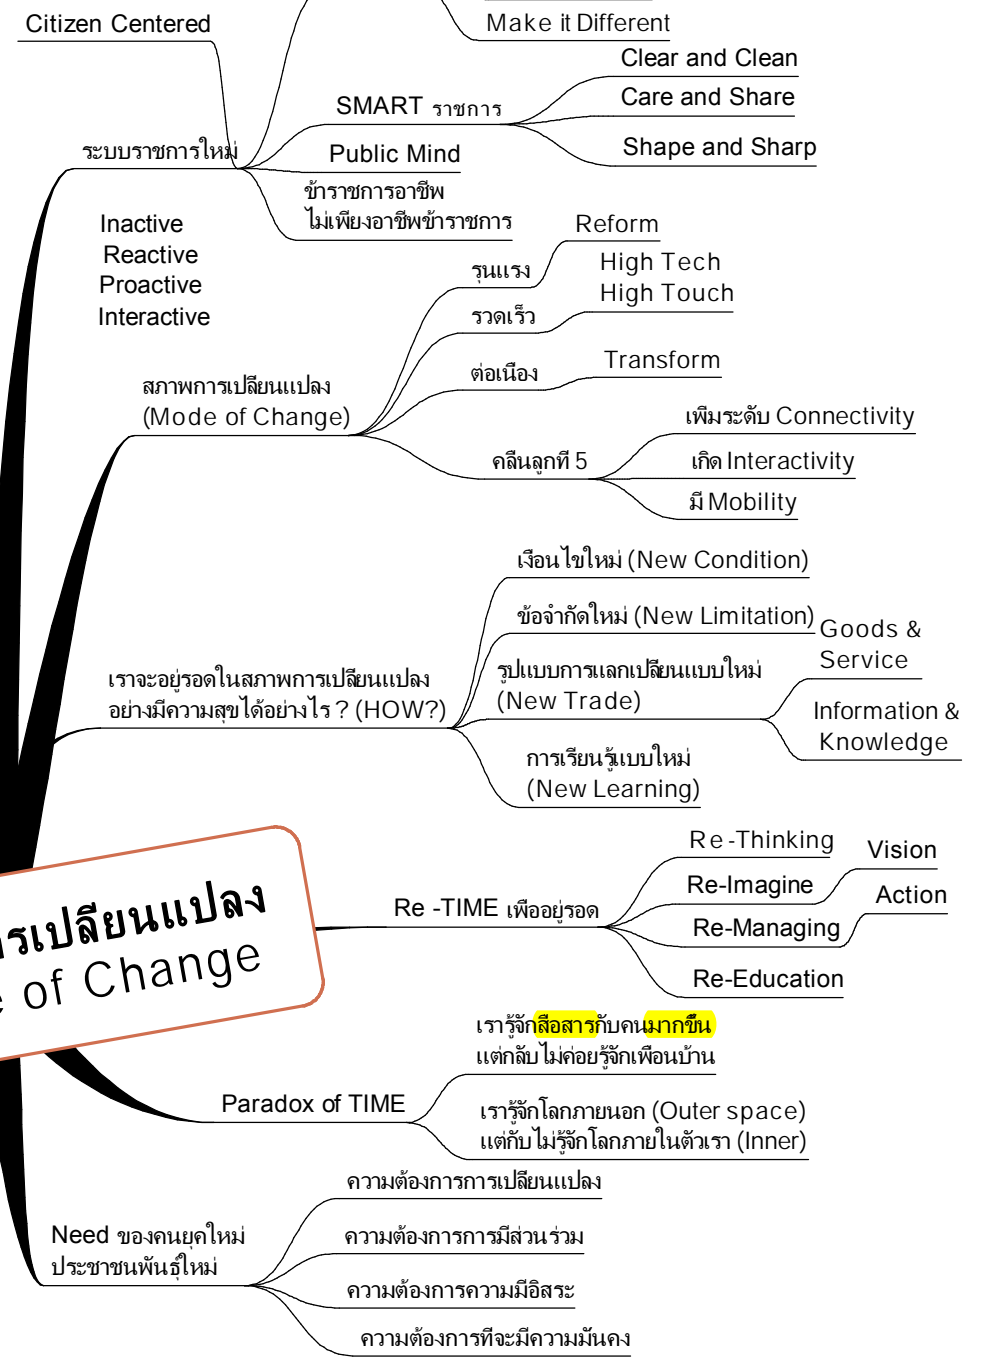 Citizen Centered
Make it Different
Clear and Clean
SMART ราชการ
Care and Share
Shape and Sharp
ระบบราชการใหม่
Public Mind
ข้าราชการอาชีพ
ไม่เพียงอาชีพข้าราชการ
Inactive
Reactive
Proactive
Interactive
สภาพการเปลียนแปลง
(Mode of Change)
รุนแรง
Reform
รวดเร็ว
High Tech
High Touch
ต่อเนือง
Transform
คลืนลูกที 5
เพิมระดับ Connectivity
เกิด Interactivity
มี Mobility
เราจะอยู่รอดในสภาพการเปลียนแปลง
อย่างมีความสุขได้อย่างไร ? (HOW?)
เงือนไขใหม่ (New Condition)
ข้อจำกัดใหม่ (New Limitation)
รูปแบบการแลกเปลียนแบบใหม่
(New Trade)
Goods &
Service
Information &
Knowledge
การเรียนรู้แบบใหม่
(New Learning)
รเปลียนแปลง
of Change
Re -TIME เพืออยู่รอด
Re-Thinking
Re-Imagine
Vision
Re-Managing
Action
Re-Education
Paradox of TIME
เรารู้จักสือสารกับคนมากขึน
แต่กลับไม่ค่อยรู้จักเพือนบ้าน
เรารู้จักโลกภายนอก (Outer space)
แต่กับไม่รู้จักโลกภายในตัวเรา (Inner)
Need ของคนยุคใหม่
ประชาชนพันธุ์ใหม่
ความต้องการการเปลียนแปลง
ความต้องการการมีส่วนร่วม
ความต้องการความมีอิสระ
ความต้องการทีจะมีความมันคง